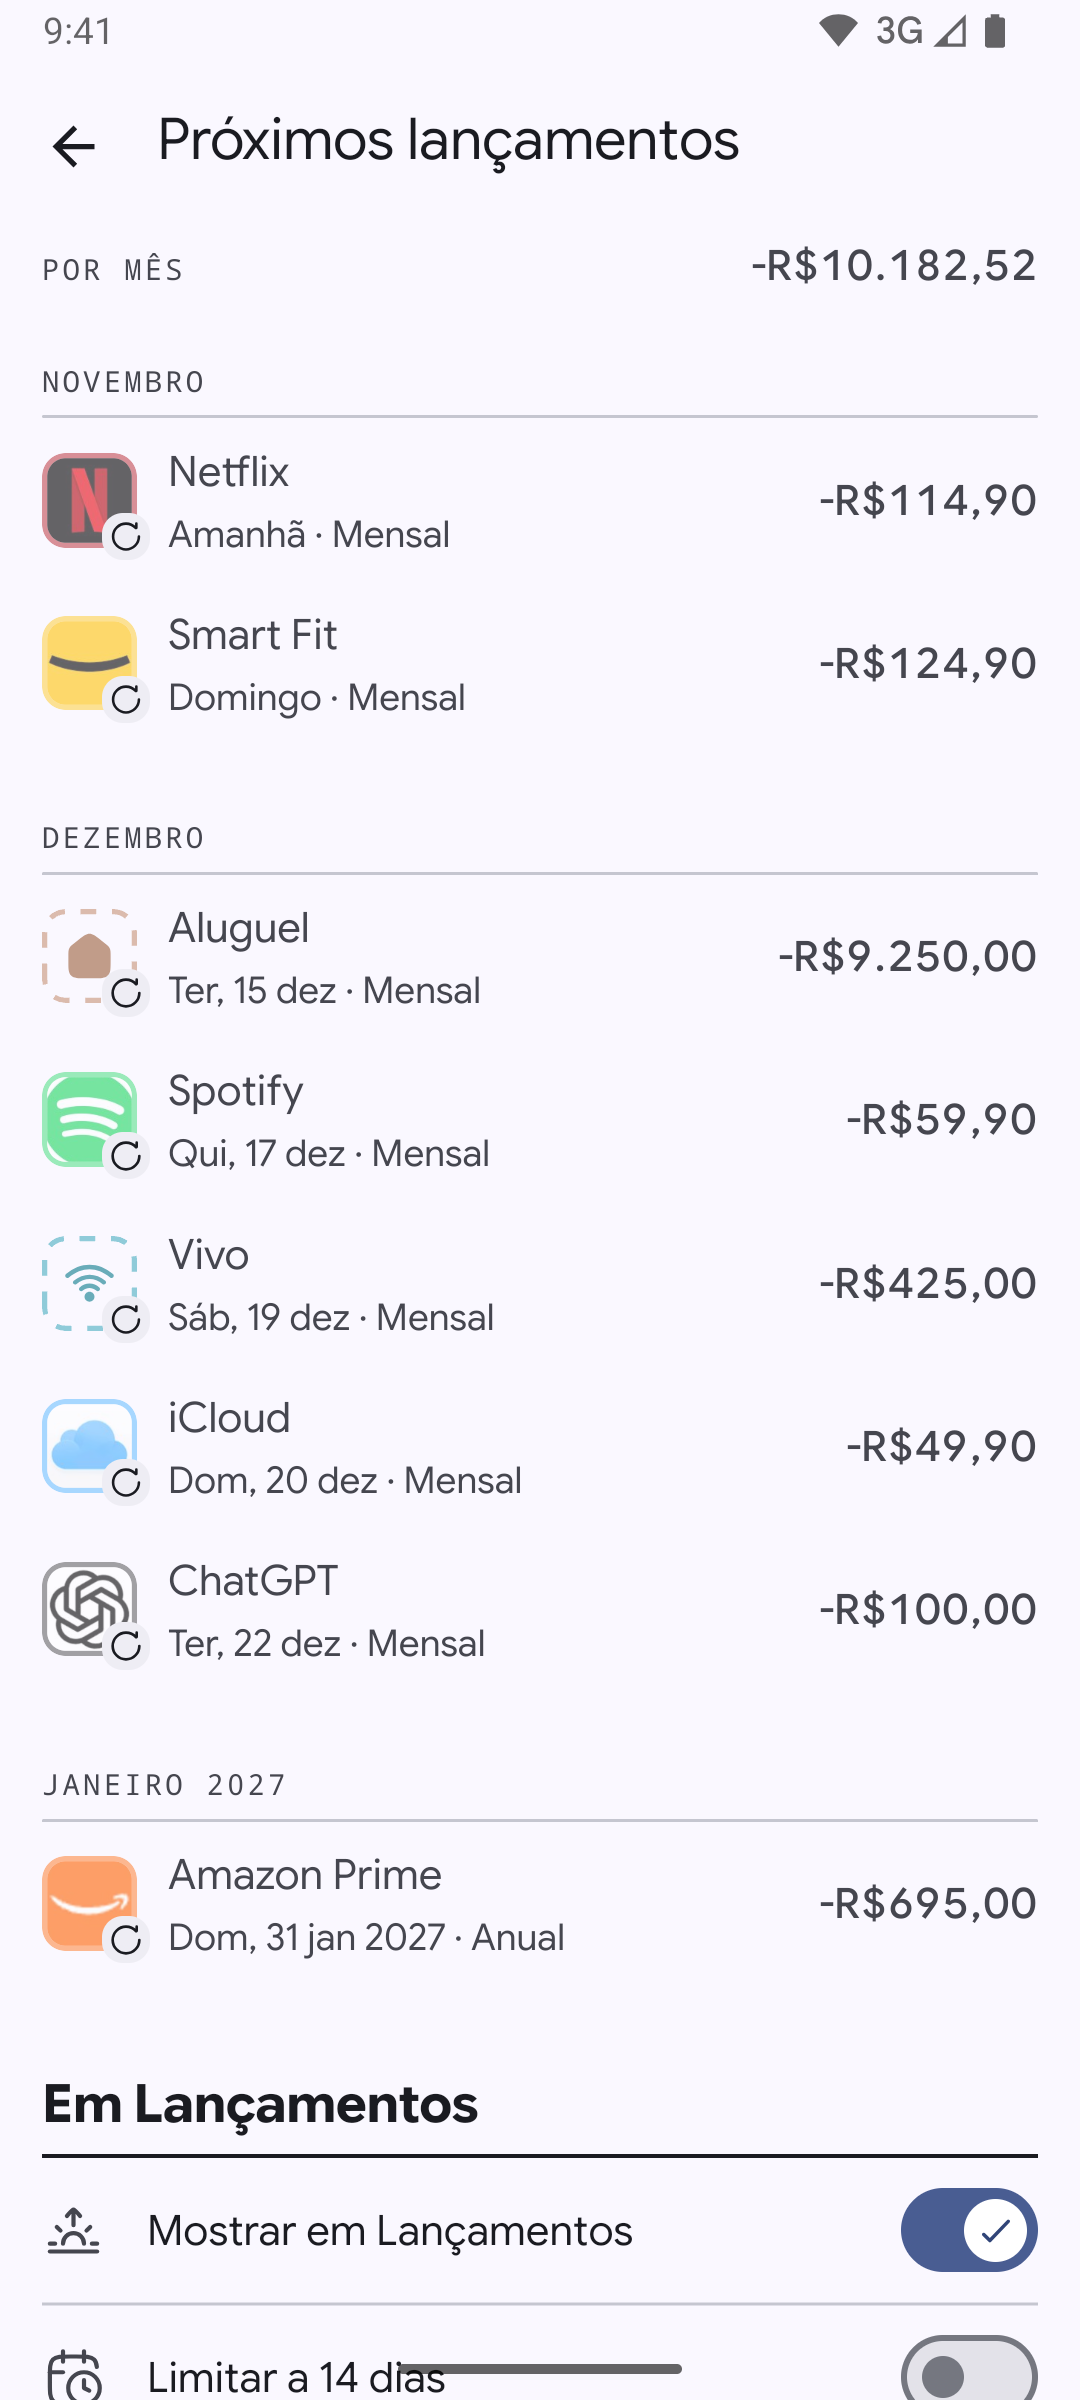 9:41
3G
Próximos lançamentos
POR MÊS
-R$10.182,52
NOVEMBRO
Netflix
Amanhã · Mensal
-R$114,90
Smart Fit
Domingo · Mensal
-R$124,90
DEZEMBRO
Aluguel
Ter, 15 dez · Mensal
-R$9.250,00
Spotify
Qui, 17 dez · Mensal
-R$59,90
Vivo
Sáb, 19 dez · Mensal
-R$425,00
iCloud
Dom, 20 dez · Mensal
-R$49,90
ChatGPT
Ter, 22 dez · Mensal
-R$100,00
JANEIRO 2027
Amazon Prime
Dom, 31 jan 2027 · Anual
-R$695,00
Em Lançamentos
Mostrar em Lançamentos
Limitar a 14 dias